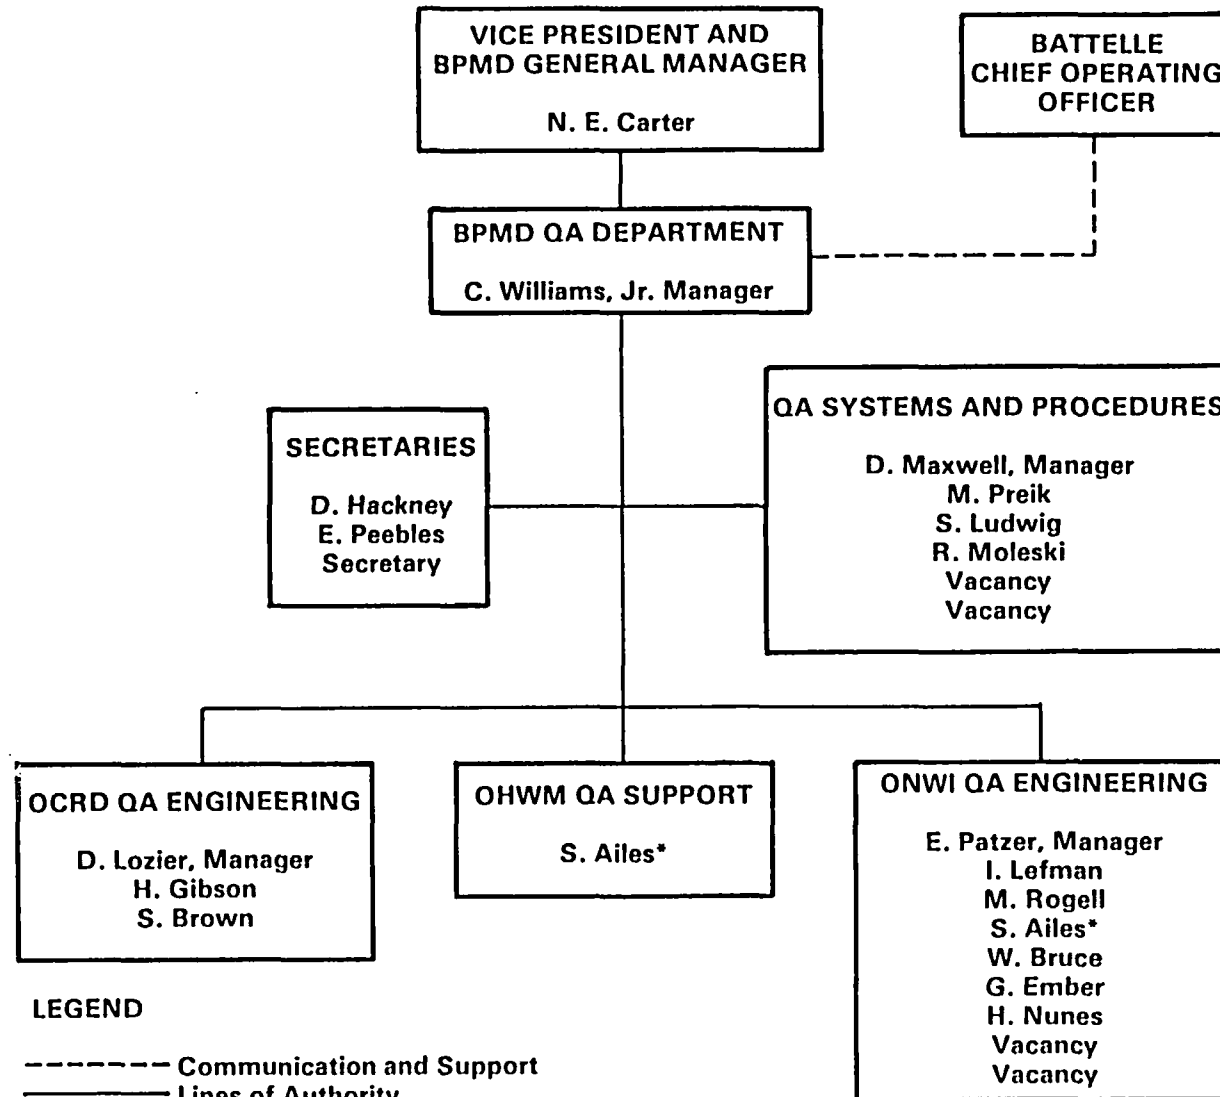 VICE PRESIDENT AND
BPMD GENERAL MANAGER
N. E. Carter
BATTELLE
CHIEF OPERATING
OFFICER
BPMD QA DEPARTMENT
C. Williams, Jr. Manager
SECRETARIES
D. Hackney
E. Peebles
Secretary
QA SYSTEMS AND PROCEDURES
D. Maxwell, Manager
M. Preik
S. Ludwig
R. Moleski
Vacancy
Vacancy
OCRD QA ENGINEERING
D. Lozier, Manager
H. Gibson
S. Brown
OHWM QA SUPPORT
S. Ailes*
ONWI QA ENGINEERING
E. Patzer, Manager
I. Lefman
M. Rogell
S. Ailes*
W. Bruce
G. Ember
H. Nunes
Vacancy
Vacancy
LEGEND
Communication and Support
Lines of Authority